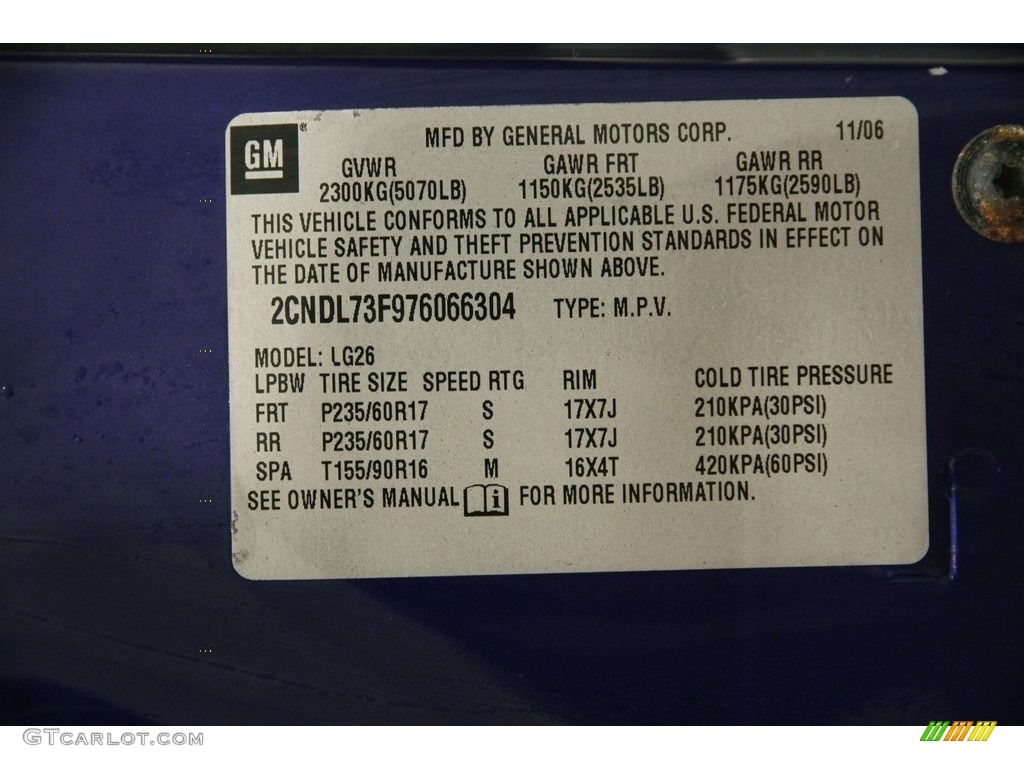 GM ® MFD BY GENERAL MOTORS CORP. 11/06
GVWR GAWR FRT GAWR RR
2300KG(5070LB) 1150KG(2535LB) 1175KG(2590LB)
THIS VEHICLE CONFORMS TO ALL APPLICABLE U.S. FEDERAL MOTOR
VEHICLE SAFETY AND THEFT PREVENTION STANDARDS IN EFFECT ON
THE DATE OF MANUFACTURE SHOWN ABOVE.
2CNDL73F976066304 TYPE: M.P.V.
MODEL: LG26
LPBW TIRE SIZE SPEED RTG RIM COLD TIRE PRESSURE
FRT P235/60R17 S 17X7J 210KPA(30PSI)
RR P235/60R17 S 17X7J 210KPA(30PSI)
SPA T155/90R16 M 16X4T 420KPA(60PSI)
SEE OWNER'S MANUAL i FOR MORE INFORMATION.
GTCarlot.com